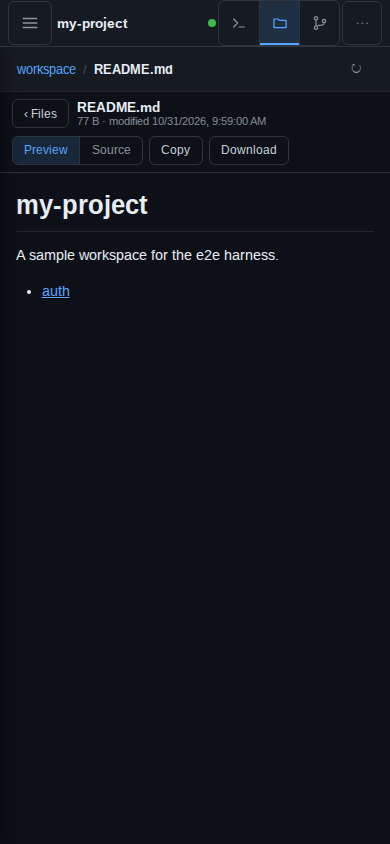 my-project
workspace / README.md
‹ Files
README.md
77 B · modified 10/31/2026, 9:59:00 AM
Preview Source Copy Download
my-project
A sample workspace for the e2e harness.
• auth